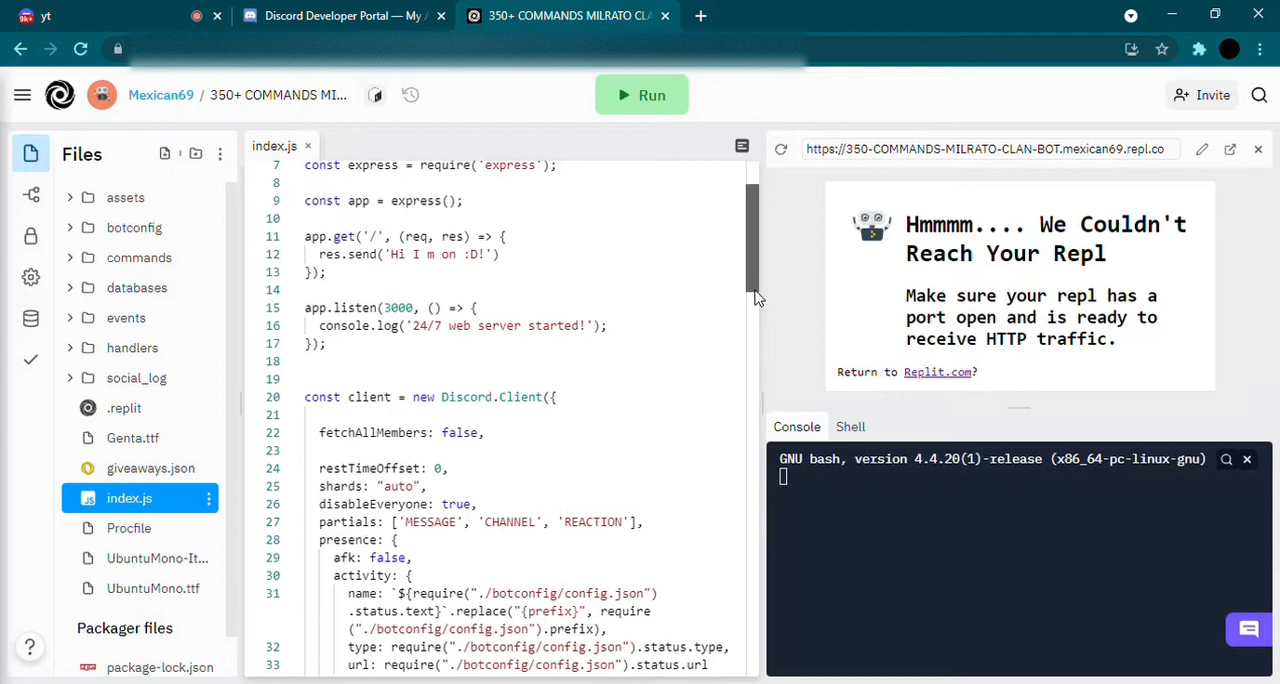 9k+ yt
Discord Developer Portal — My A
350+ COMMANDS MILRATO CLA
Mexican69 / 350+ COMMANDS MI...
Run
Invite
Files
assets
botconfig
commands
databases
events
handlers
social_log
.replit
Genta.ttf
giveaways.json
JS index.js
Procfile
UbuntuMono-It...
UbuntuMono.ttf
Packager files
npm package-lock.json
?
index.js
7 const express = require('express');
8
9 const app = express();
10
11 app.get('/', (req, res) => {
12 res.send('Hi I m on :D!')
13 });
14
15 app.listen(3000, () => {
16 console.log('24/7 web server started!');
17 });
18
19
20 const client = new Discord.Client({
21
22 fetchAllMembers: false,
23
24 restTimeOffset: 0,
25 shards: "auto",
26 disableEveryone: true,
27 partials: ['MESSAGE', 'CHANNEL', 'REACTION'],
28 presence: {
29 afk: false,
30 activity: {
31 name: `${require("./botconfig/config.json")
.status.text}`.replace("{prefix}", require
("./botconfig/config.json").prefix),
32 type: require("./botconfig/config.json").status.type,
33 url: require("./botconfig/config.json").status.url
https://350-COMMANDS-MILRATO-CLAN-BOT.mexican69.repl.co
Hmmmm.... We Couldn't
Reach Your Repl
Make sure your repl has a
port open and is ready to
receive HTTP traffic.
Return to Replit.com?
Console Shell
GNU bash, version 4.4.20(1)-release (x86_64-pc-linux-gnu)